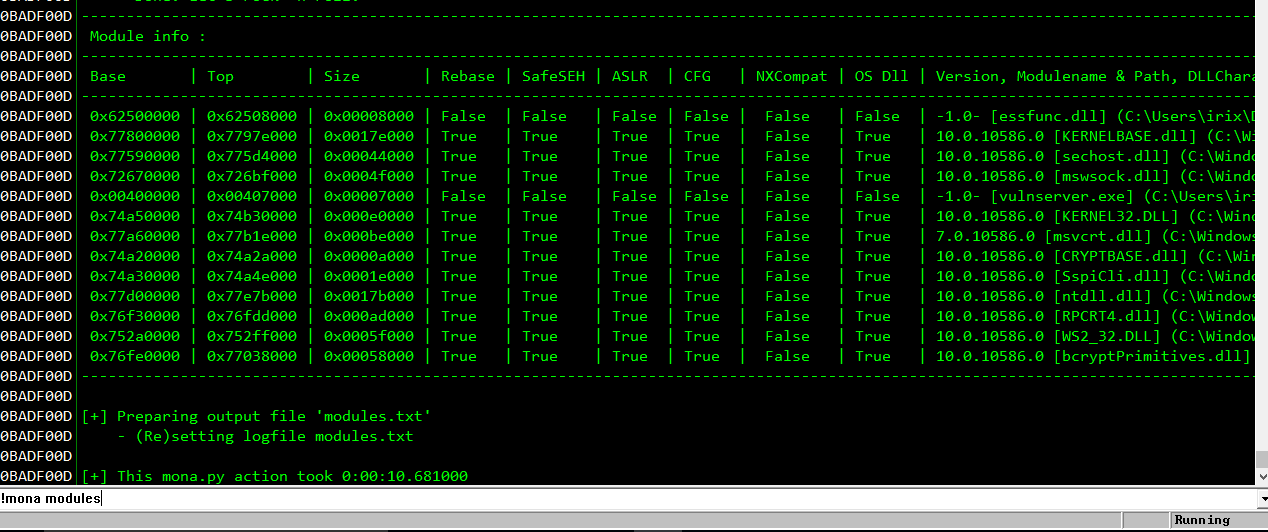 0BADF00D
0BADF00D ----------------------------------------------------------------
0BADF00D Module info :
0BADF00D ----------------------------------------------------------------
0BADF00D Base | Top | Size | Rebase | SafeSEH | ASLR | CFG | NXCompat | OS Dll | Version, Modulename & Path, DLLChara
0BADF00D ----------------------------------------------------------------
0BADF00D 0x62500000 | 0x62508000 | 0x00008000 | False | False | False | False | False | False | -1.0- [essfunc.dll] (C:\Users\irix\D
0BADF00D 0x77800000 | 0x7797e000 | 0x0017e000 | True | True | True | True | False | True | 10.0.10586.0 [KERNELBASE.dll] (C:\Wi
0BADF00D 0x77590000 | 0x775d4000 | 0x00044000 | True | True | True | True | False | True | 10.0.10586.0 [sechost.dll] (C:\Window
0BADF00D 0x72670000 | 0x726bf000 | 0x0004f000 | True | True | True | True | False | True | 10.0.10586.0 [mswsock.dll] (C:\Window
0BADF00D 0x00400000 | 0x00407000 | 0x00007000 | False | False | False | False | False | False | -1.0- [vulnserver.exe] (C:\Users\iri
0BADF00D 0x74a50000 | 0x74b30000 | 0x000e0000 | True | True | True | True | False | True | 10.0.10586.0 [KERNEL32.DLL] (C:\Wind
0BADF00D 0x77a60000 | 0x77b1e000 | 0x000be000 | True | True | True | True | False | True | 7.0.10586.0 [msvcrt.dll] (C:\Windows
0BADF00D 0x74a20000 | 0x74a2a000 | 0x0000a000 | True | True | True | True | False | True | 10.0.10586.0 [CRYPTBASE.dll] (C:\Win
0BADF00D 0x74a30000 | 0x74a4e000 | 0x0001e000 | True | True | True | True | False | True | 10.0.10586.0 [SspiCli.dll] (C:\Window
0BADF00D 0x77d00000 | 0x77e7b000 | 0x0017b000 | True | True | True | True | False | True | 10.0.10586.0 [ntdll.dll] (C:\Windows
0BADF00D 0x76f30000 | 0x76fdd000 | 0x000ad000 | True | True | True | True | False | True | 10.0.10586.0 [RPCRT4.dll] (C:\Window
0BADF00D 0x752a0000 | 0x752ff000 | 0x0005f000 | True | True | True | True | False | True | 10.0.10586.0 [WS2_32.DLL] (C:\Window
0BADF00D 0x76fe0000 | 0x77038000 | 0x00058000 | True | True | True | True | False | True | 10.0.10586.0 [bcryptPrimitives.dll]
0BADF00D ----------------------------------------------------------------
0BADF00D
0BADF00D [+] Preparing output file 'modules.txt'
0BADF00D - (Re)setting logfile modules.txt
0BADF00D
0BADF00D [+] This mona.py action took 0:00:10.681000
!mona modules
Running